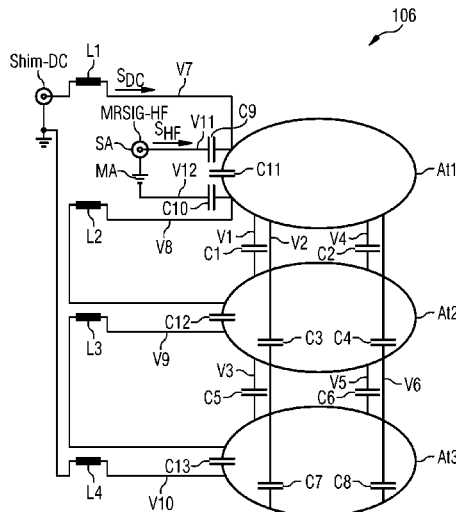 106
L1
Shim-DC
S_DC
V7
MRSIG-HF
S_HF
C9
V11
SA
C11
At1
MA
V12
C10
L2
V8
V1
V2
V4
C1
C2
At2
C12
L3
C3
C4
V9
V3
V5
V6
C5
C6
At3
C13
L4
C7
C8
V10